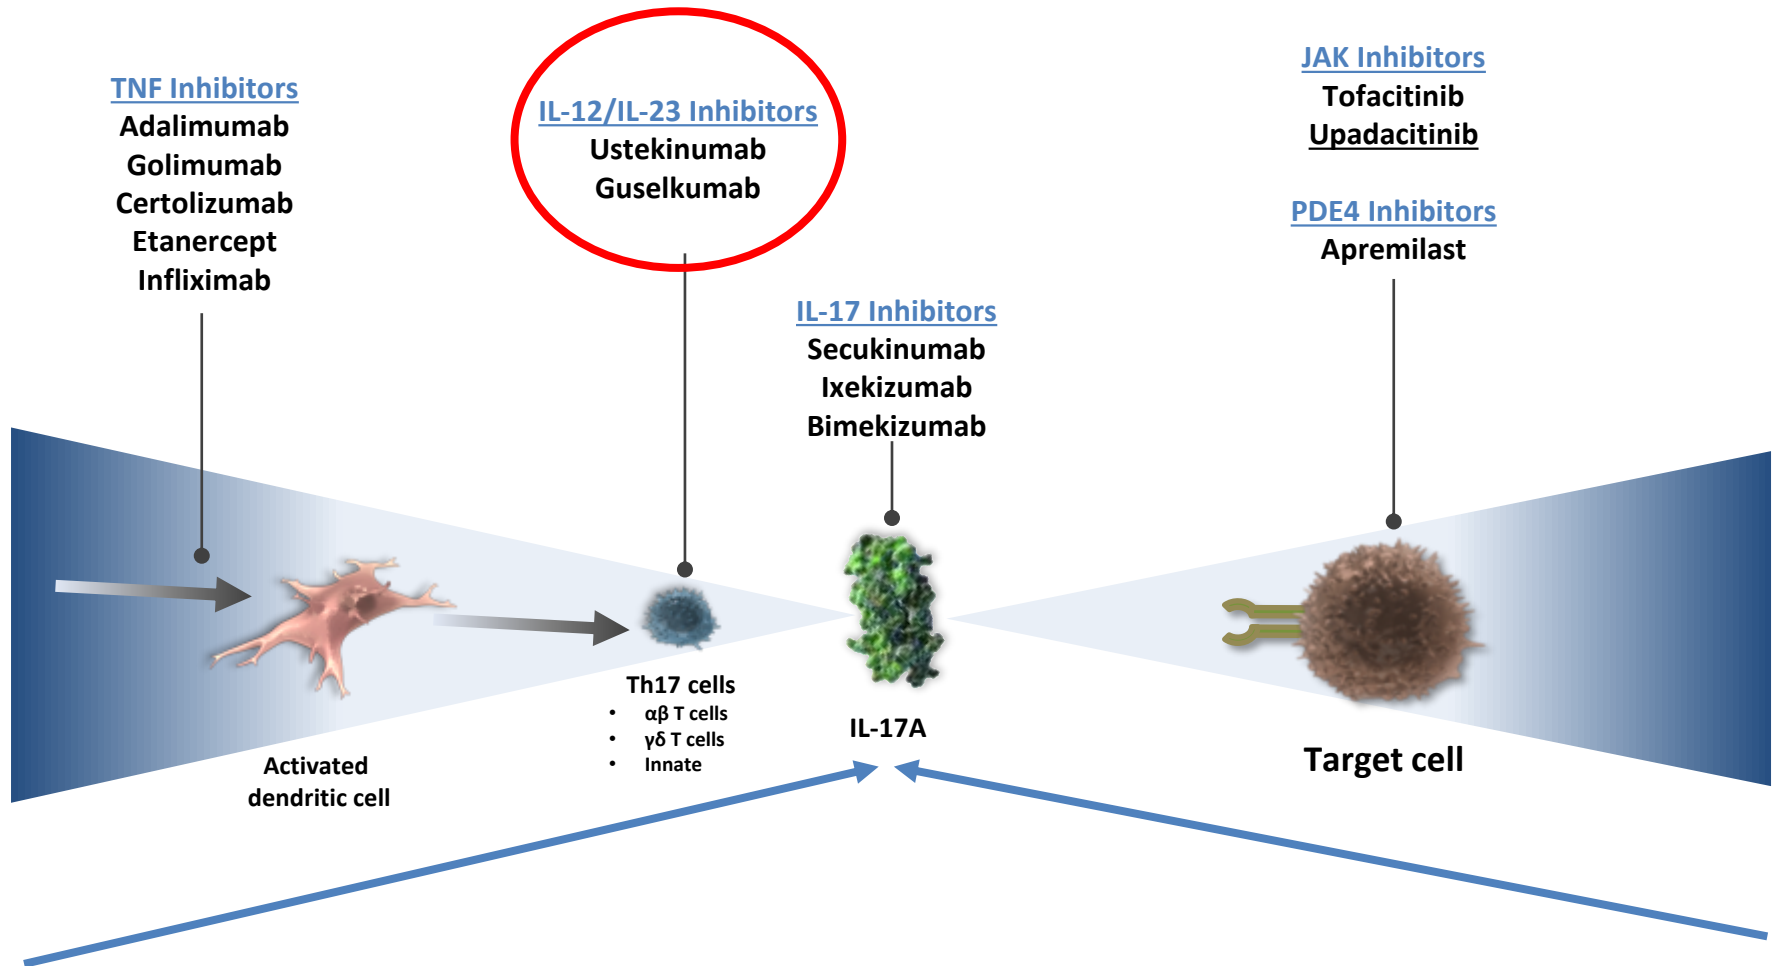 TNF Inhibitors
Adalimumab
Golimumab
Certolizumab
Etanercept
Infliximab
IL-12/IL-23 Inhibitors
Ustekinumab
Guselkumab
IL-17 Inhibitors
Secukinumab
Ixekizumab
Bimekizumab
JAK Inhibitors
Tofacitinib
Upadacitinib
PDE4 Inhibitors
Apremilast
Activated
dendritic cell
Th17 cells
• αβ T cells
• γδ T cells
• Innate
IL-17A
Target cell